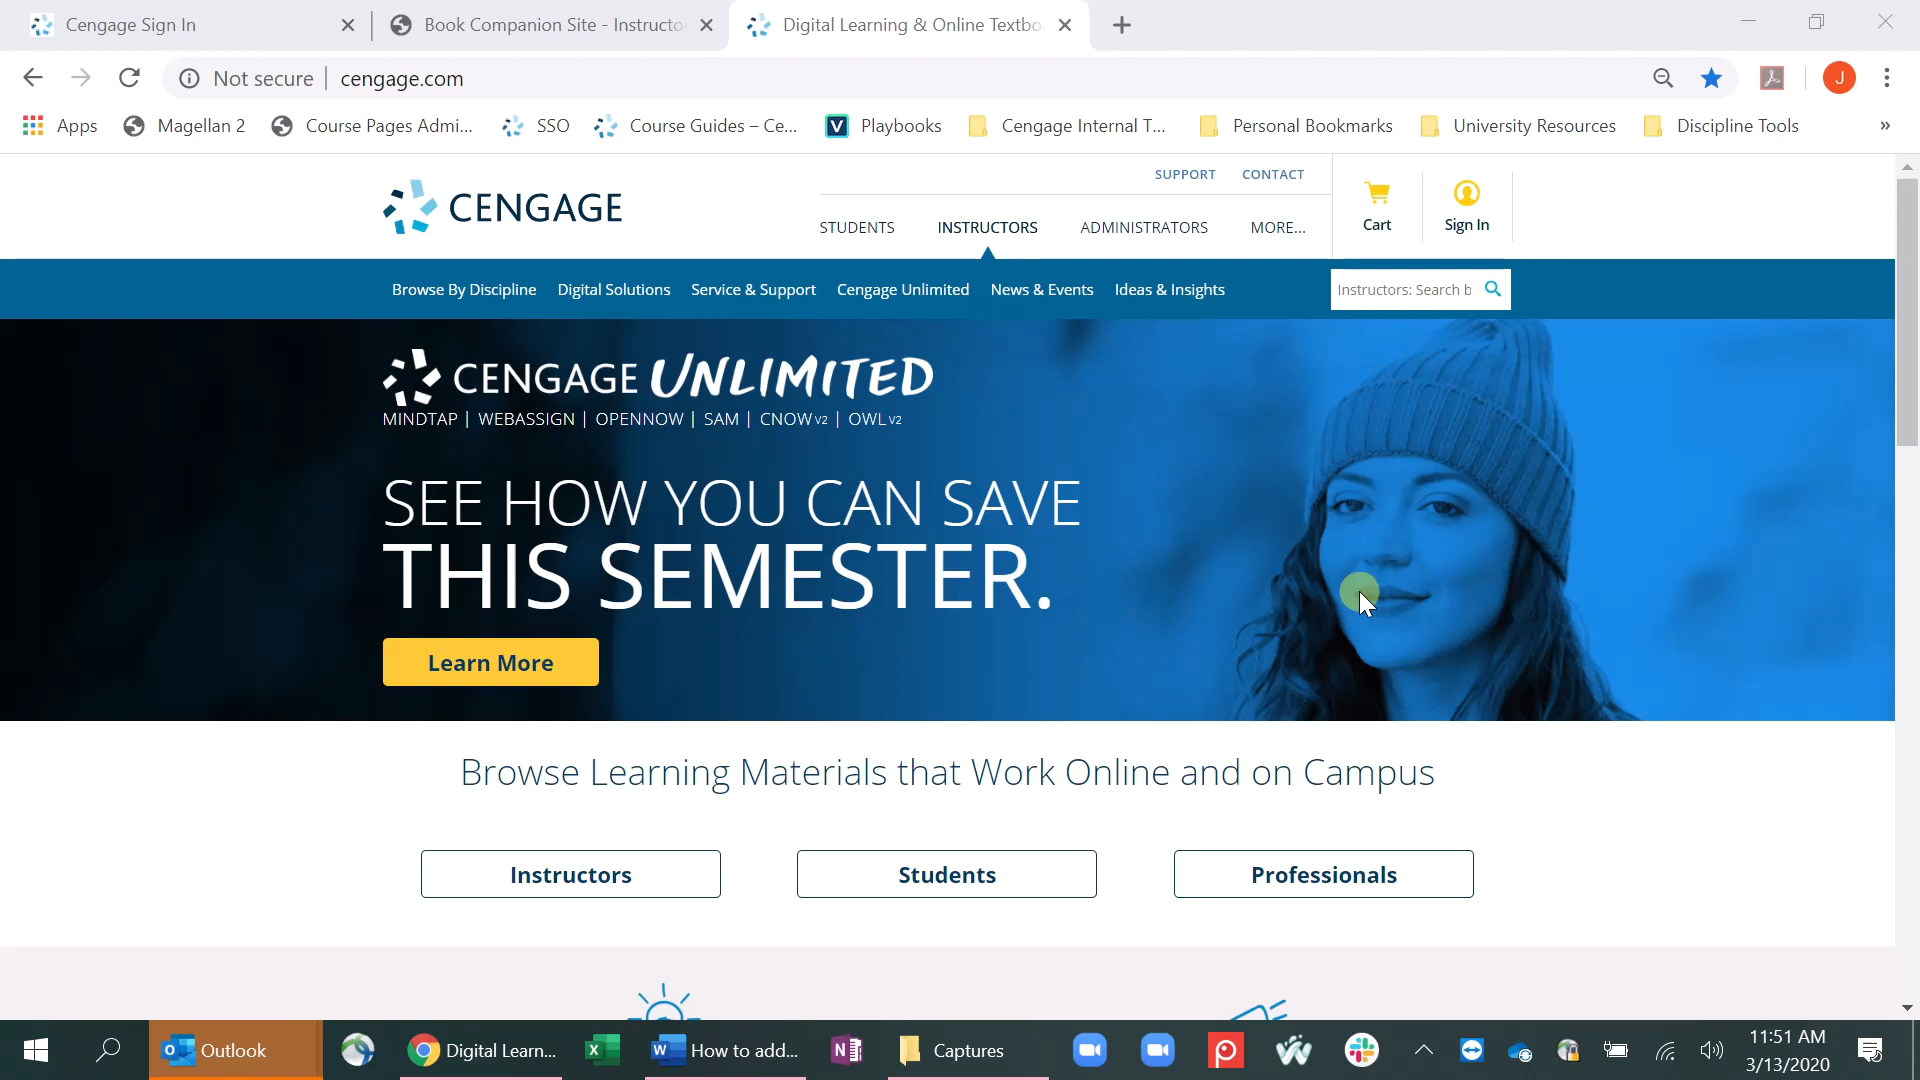 Cengage Sign In
Book Companion Site - Instructo
Digital Learning & Online Textbo
Not secure
cengage.com
J
Apps
Magellan 2
Course Pages Admi...
SSO
Course Guides – Ce...
Playbooks
Cengage Internal T...
Personal Bookmarks
University Resources
Discipline Tools
»
SUPPORT
CONTACT
CENGAGE
STUDENTS
INSTRUCTORS
ADMINISTRATORS
MORE...
Cart
Sign In
Browse By Discipline
Digital Solutions
Service & Support
Cengage Unlimited
News & Events
Ideas & Insights
Instructors: Search b
CENGAGE UNLIMITED
MINDTAP | WEBASSIGN | OPENNOW | SAM | CNOWV2 | OWLV2
SEE HOW YOU CAN SAVE
THIS SEMESTER.
Learn More
Browse Learning Materials that Work Online and on Campus
Instructors
Students
Professionals
Outlook
Digital Learn...
How to add...
Captures
11:51 AM
3/13/2020